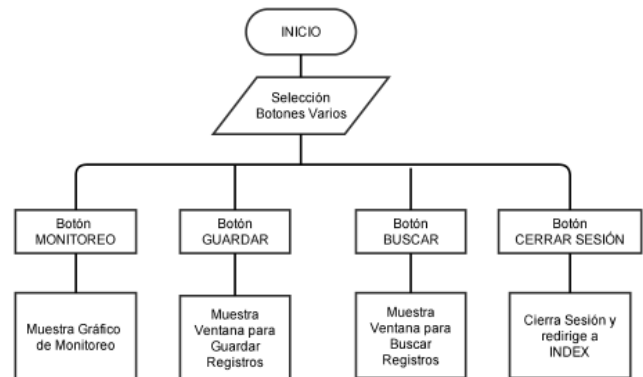 INICIO
Selección
Botones Varios
Botón
MONITOREO
Botón
GUARDAR
Botón
BUSCAR
Botón
CERRAR SESIÓN
Muestra Gráfico
de Monitoreo
Muestra
Ventana para
Guardar
Registros
Muestra
Ventana para
Buscar
Registros
Cierra Sesión y
redirige a
INDEX